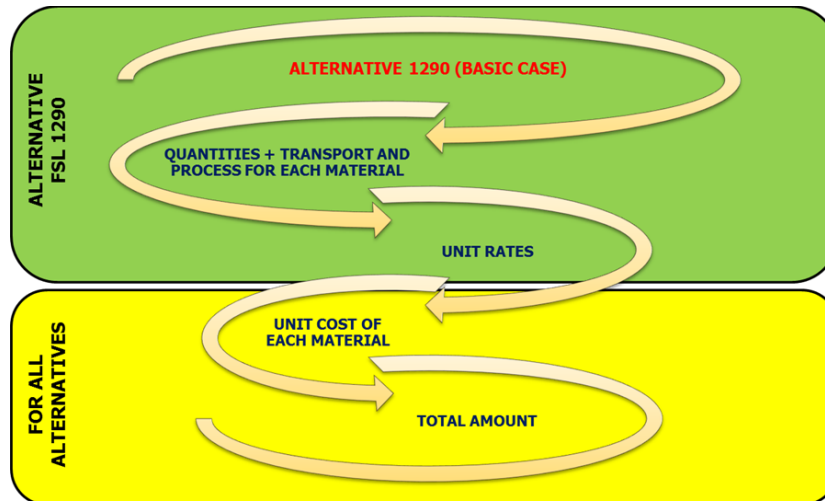 ALTERNATIVE
FSL 1290
ALTERNATIVE 1290 (BASIC CASE)
QUANTITIES + TRANSPORT AND
PROCESS FOR EACH MATERIAL
UNIT RATES
FOR ALL
ALTERNATIVES
UNIT COST OF
EACH MATERIAL
TOTAL AMOUNT